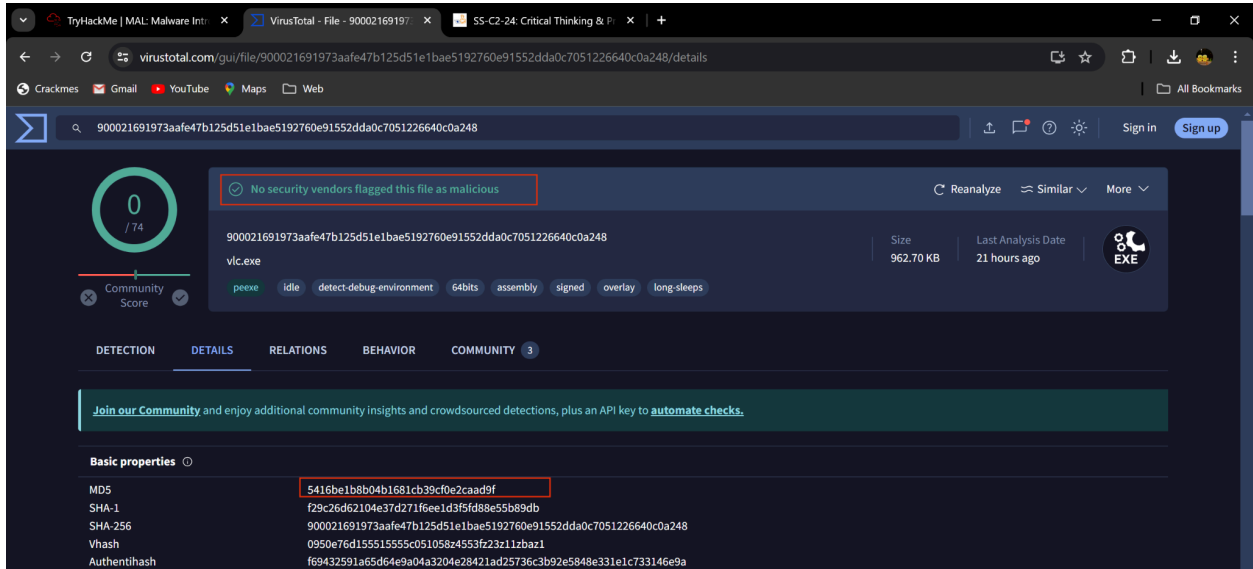 TryHackMe | MAL: Malware Intr
VirusTotal - File - 90002169197
SS-C2-24: Critical Thinking & P
virustotal.com/gui/file/900021691973aafe47b125d51e1bae5192760e91552dda0c7051226640c0a248/details
Crackmes Gmail YouTube Maps Web All Bookmarks
900021691973aafe47b125d51e1bae5192760e91552dda0c7051226640c0a248 Sign in Sign up
0
/ 74
Community
Score
No security vendors flagged this file as malicious
Reanalyze Similar More
900021691973aafe47b125d51e1bae5192760e91552dda0c7051226640c0a248
vlc.exe
Size
962.70 KB
Last Analysis Date
21 hours ago
EXE
peexe idle detect-debug-environment 64bits assembly signed overlay long-sleeps
DETECTION DETAILS RELATIONS BEHAVIOR COMMUNITY 3
Join our Community and enjoy additional community insights and crowdsourced detections, plus an API key to automate checks.
Basic properties
MD5 5416be1b8b04b1681cb39cf0e2caad9f
SHA-1 f29c26d62104e37d271f6ee1d3f5fd88e55b89db
SHA-256 900021691973aafe47b125d51e1bae5192760e91552dda0c7051226640c0a248
Vhash 0950e76d155515555c051058z4553fz23z11zbaz1
Authentihash f69432591a65d64e9a04a3204e28421ad25736c3b92e5848e331e1c733146e9a